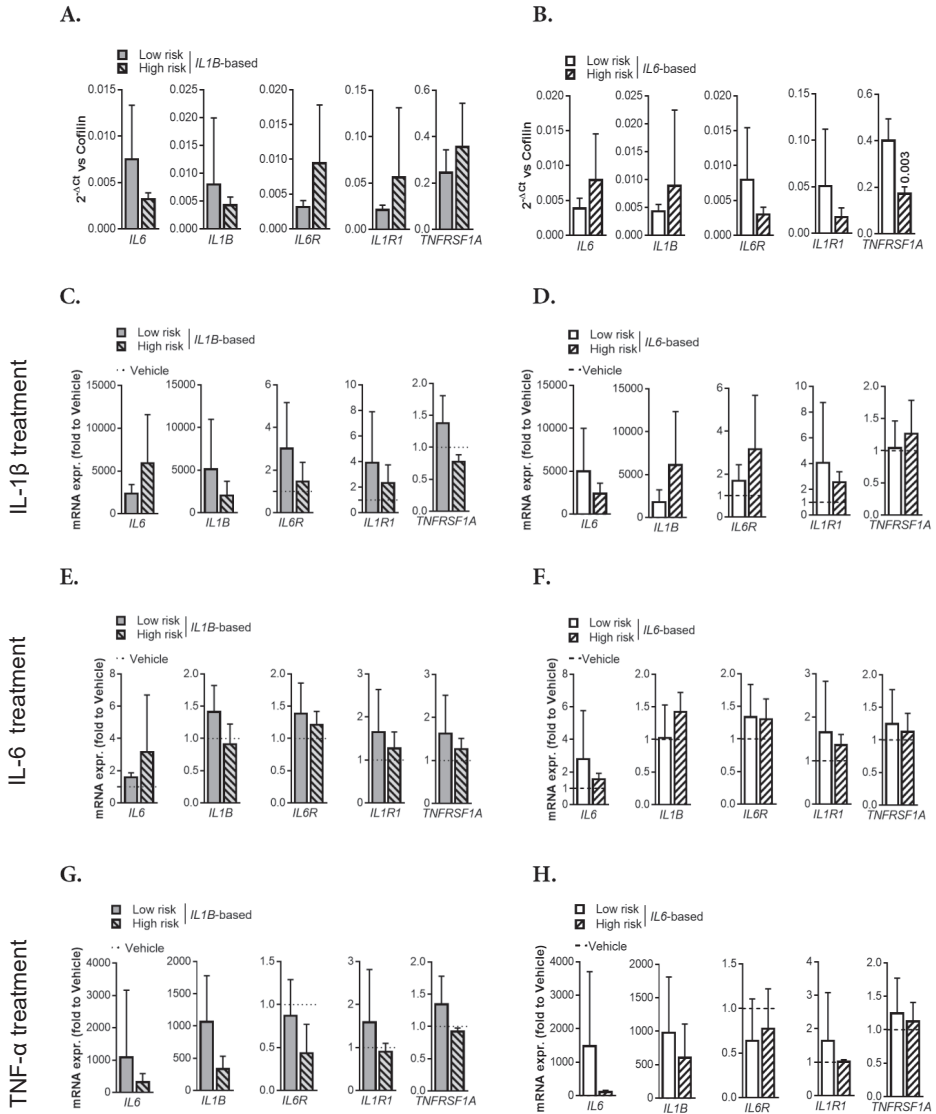 A.
Low risk
High risk
IL1B-based
2^-ΔCt vs Cofilin
0.015 0.010 0.005 0.000
IL6
0.025 0.020 0.015 0.010 0.005 0.000
IL1B
0.020 0.015 0.010 0.005 0.000
IL6R
0.15 0.10 0.05 0.00
IL1R1
0.6 0.4 0.2 0.0
TNFRSF1A
B.
Low risk
High risk
IL6-based
2^-ΔCt vs Cofilin
0.020 0.015 0.010 0.005 0.000
IL6
0.025 0.020 0.015 0.010 0.005 0.000
IL1B
0.020 0.015 0.010 0.005 0.000
IL6R
0.15 0.10 0.05 0.00
IL1R1
0.6 0.4 0.2 0.0
0.003
TNFRSF1A
IL-1β treatment
C.
Low risk
High risk
IL1B-based
Vehicle
mRNA expr. (fold to Vehicle)
15000 10000 5000 0
IL6
15000 10000 5000 0
IL1B
6 4 2 1 0
IL6R
10 8 6 4 2 1 0
IL1R1
2.0 1.5 1.0 0.5 0.0
TNFRSF1A
D.
Low risk
High risk
IL6-based
Vehicle
mRNA expr. (fold to Vehicle)
15000 10000 5000 0
IL6
15000 10000 5000 0
IL1B
6 4 2 1 0
IL6R
10 8 6 4 2 1 0
IL1R1
2.0 1.5 1.0 0.5 0.0
TNFRSF1A
IL-6 treatment
E.
Low risk
High risk
IL1B-based
Vehicle
mRNA expr. (fold to Vehicle)
8 6 4 2 1 0
IL6
2.0 1.5 1.0 0.5 0.0
IL1B
2.0 1.5 1.0 0.5 0.0
IL6R
3 2 1 0
IL1R1
3 2 1 0
TNFRSF1A
F.
Low risk
High risk
IL6-based
Vehicle
mRNA expr. (fold to Vehicle)
8 6 4 2 1 0
IL6
2.0 1.5 1.0 0.5 0.0
IL1B
2.0 1.5 1.0 0.5 0.0
IL6R
3 2 1 0
IL1R1
2.0 1.5 1.0 0.5 0.0
TNFRSF1A
TNF-α treatment
G.
Low risk
High risk
IL1B-based
Vehicle
mRNA expr. (fold to Vehicle)
4000 3000 2000 1000 0
IL6
2000 1500 1000 500 0
IL1B
1.5 1.0 0.5 0.0
IL6R
3 2 1 0
IL1R1
2.0 1.5 1.0 0.5 0.0
TNFRSF1A
H.
Low risk
High risk
IL6-based
Vehicle
mRNA expr. (fold to Vehicle)
4000 3000 2000 1000 0
IL6
2000 1500 1000 500 0
IL1B
1.5 1.0 0.5 0.0
IL6R
4 3 2 1 0
IL1R1
2.0 1.5 1.0 0.5 0.0
TNFRSF1A